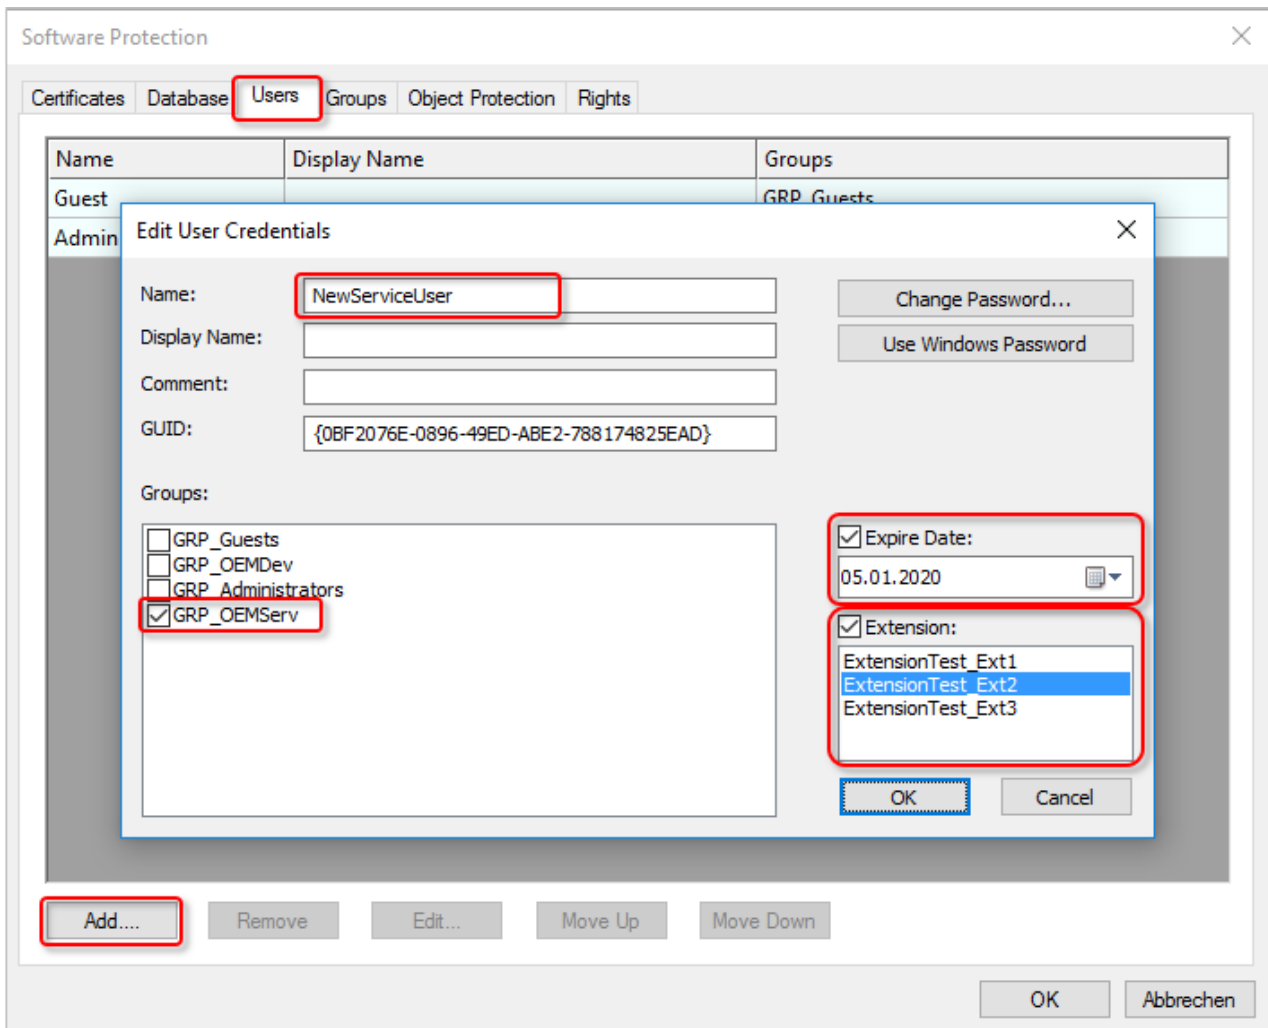 Software Protection
Certificates Database Users Groups Object Protection Rights
Name Display Name Groups
Guest GRP_Guests
Admin
Edit User Credentials
Name: NewServiceUser Change Password...
Display Name: Use Windows Password
Comment:
GUID: {0BF2076E-0896-49ED-ABE2-788174825EAD}
Groups:
GRP_Guests
GRP_OEMDev
GRP_Administrators
GRP_OEMServ
Expire Date:
05.01.2020
Extension:
ExtensionTest_Ext1
ExtensionTest_Ext2
ExtensionTest_Ext3
OK Cancel
Add.... Remove Edit... Move Up Move Down
OK Abbrechen